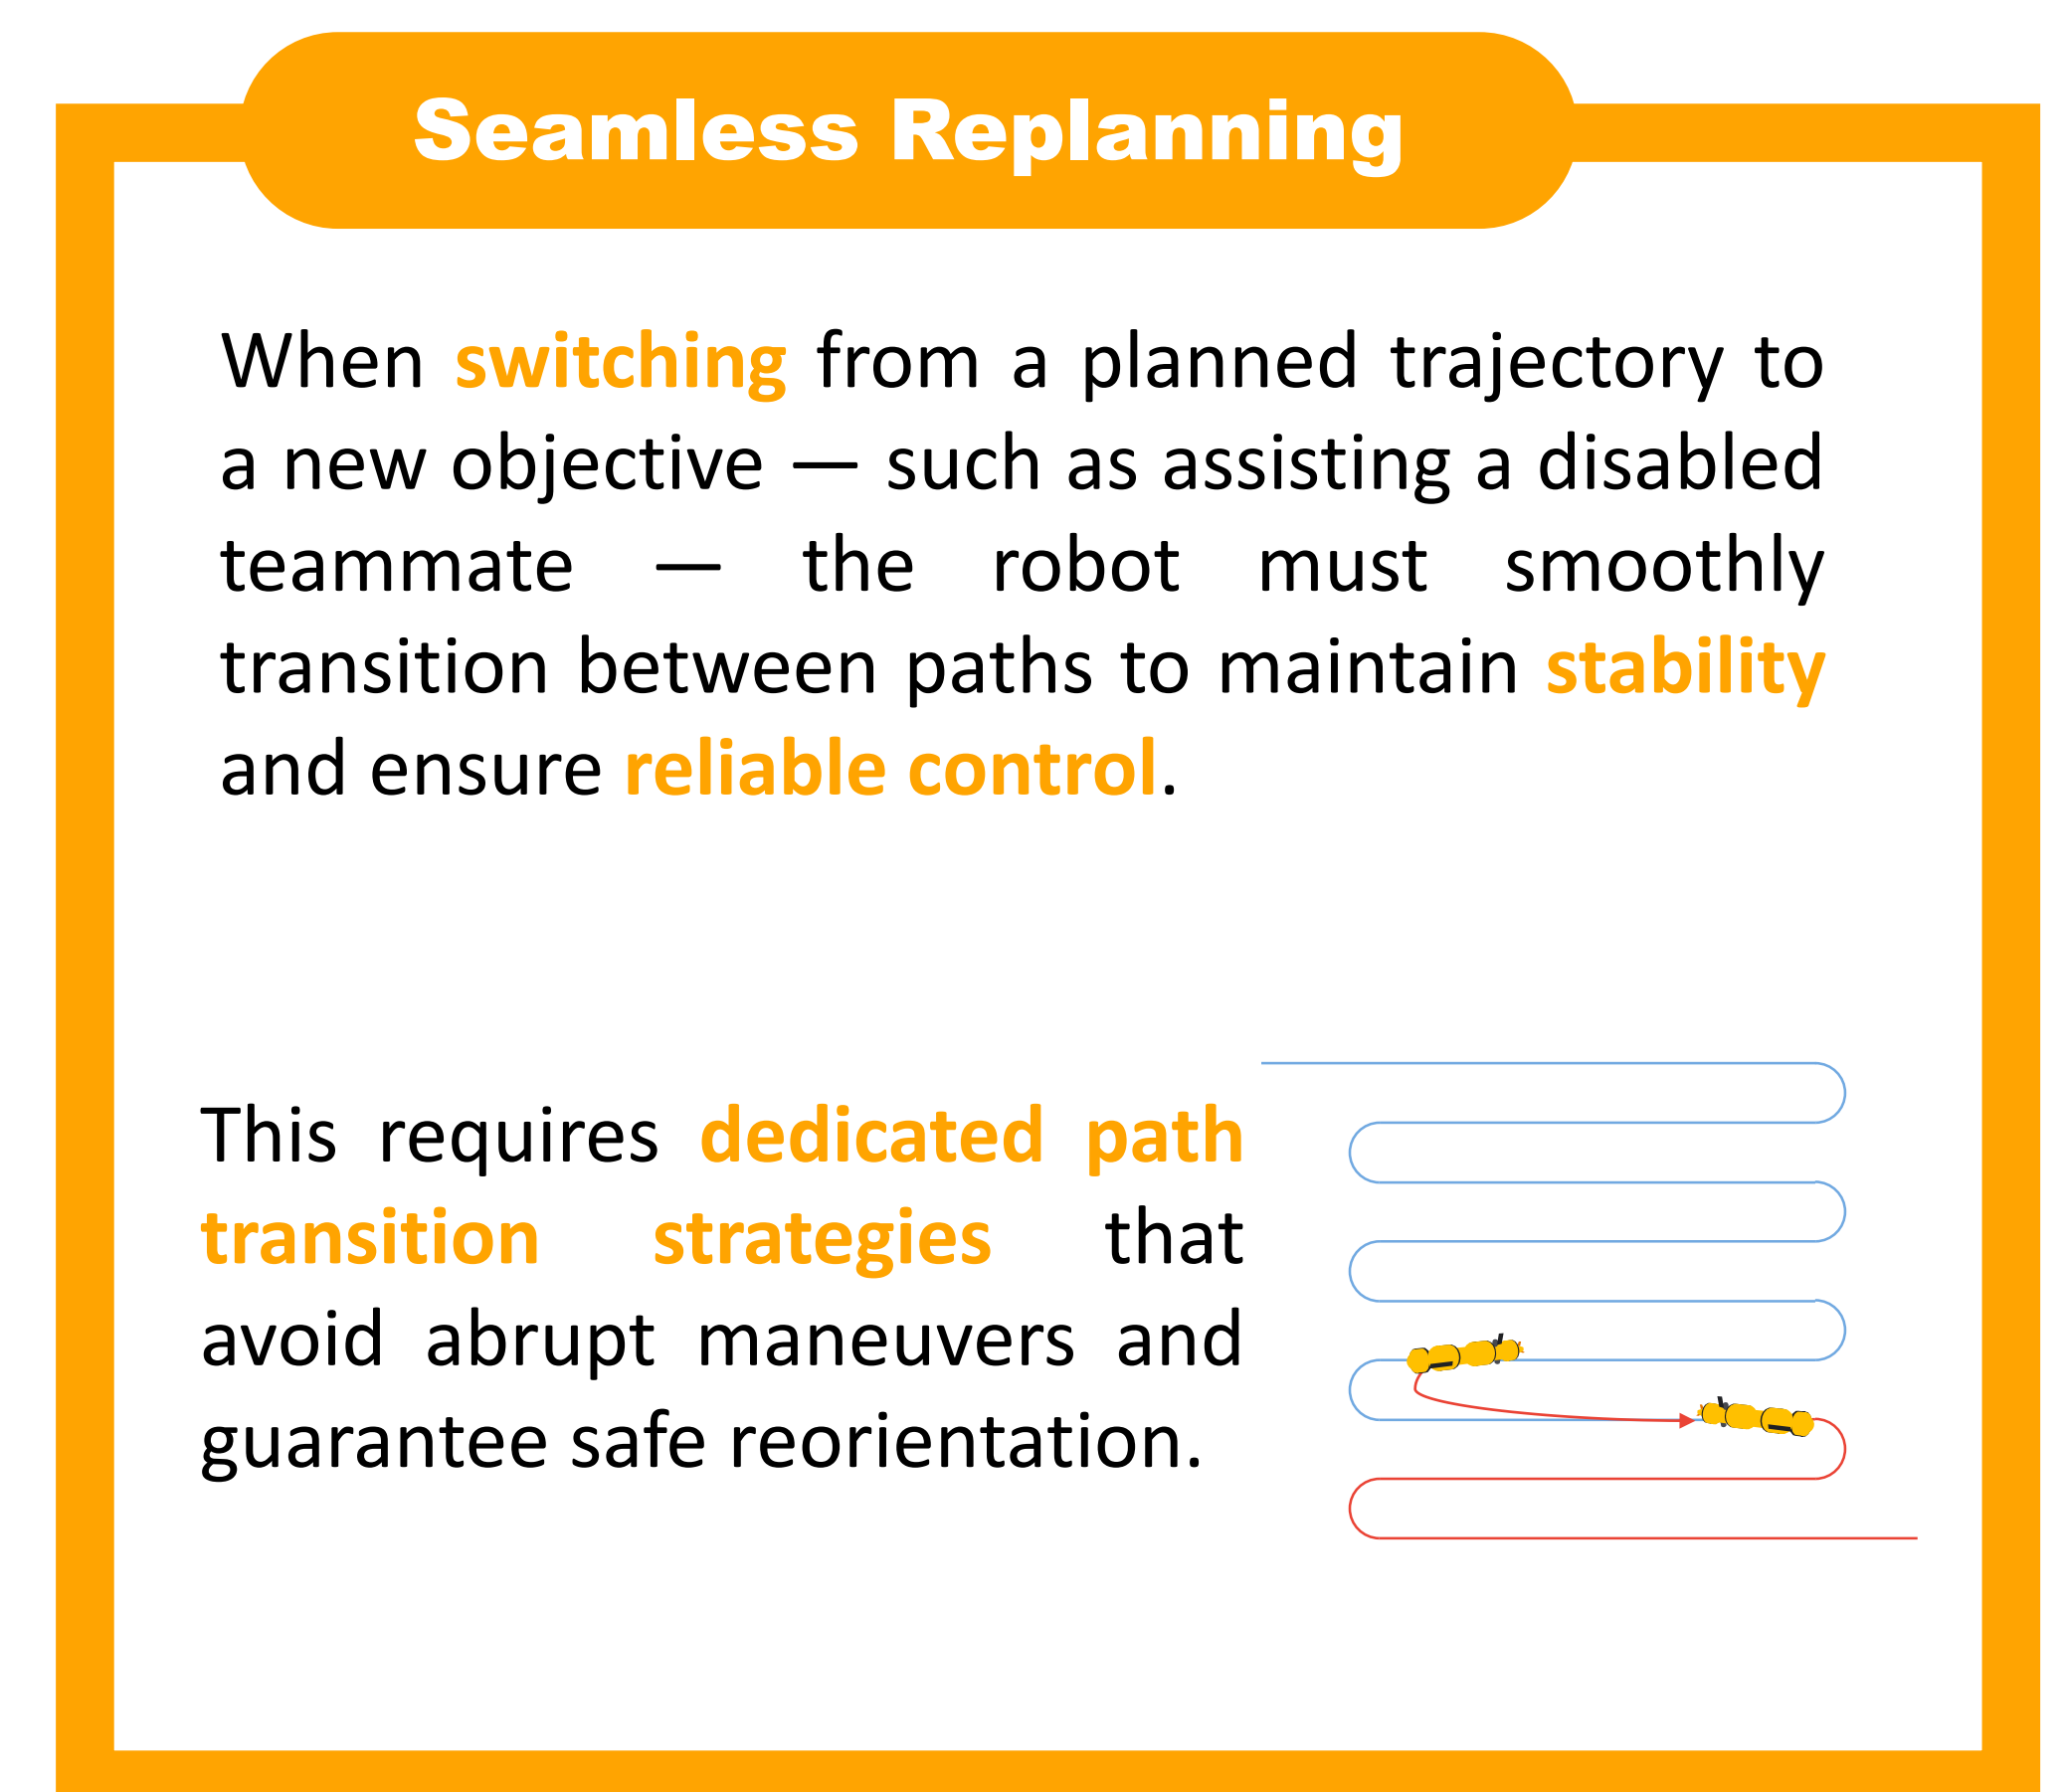 Seamless Replanning
When switching from a planned trajectory to
a new objective — such as assisting a disabled
teammate — the robot must smoothly
transition between paths to maintain stability
and ensure reliable control.
This requires dedicated path
transition strategies that
avoid abrupt maneuvers and
guarantee safe reorientation.